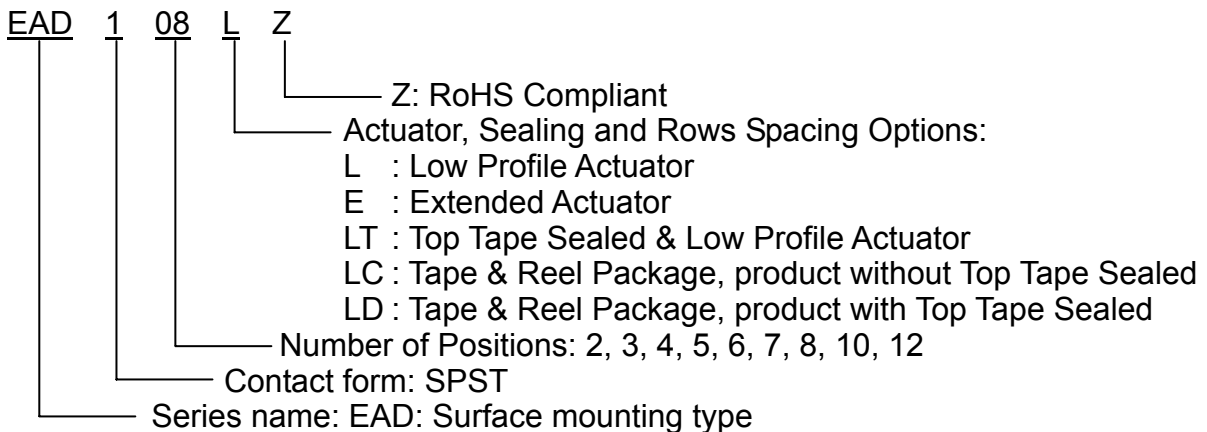 EAD 1 08 L Z
Z: RoHS Compliant
Actuator, Sealing and Rows Spacing Options:
L : Low Profile Actuator
E : Extended Actuator
LT : Top Tape Sealed & Low Profile Actuator
LC : Tape & Reel Package, product without Top Tape Sealed
LD : Tape & Reel Package, product with Top Tape Sealed
Number of Positions: 2, 3, 4, 5, 6, 7, 8, 10, 12
Contact form: SPST
Series name: EAD: Surface mounting type